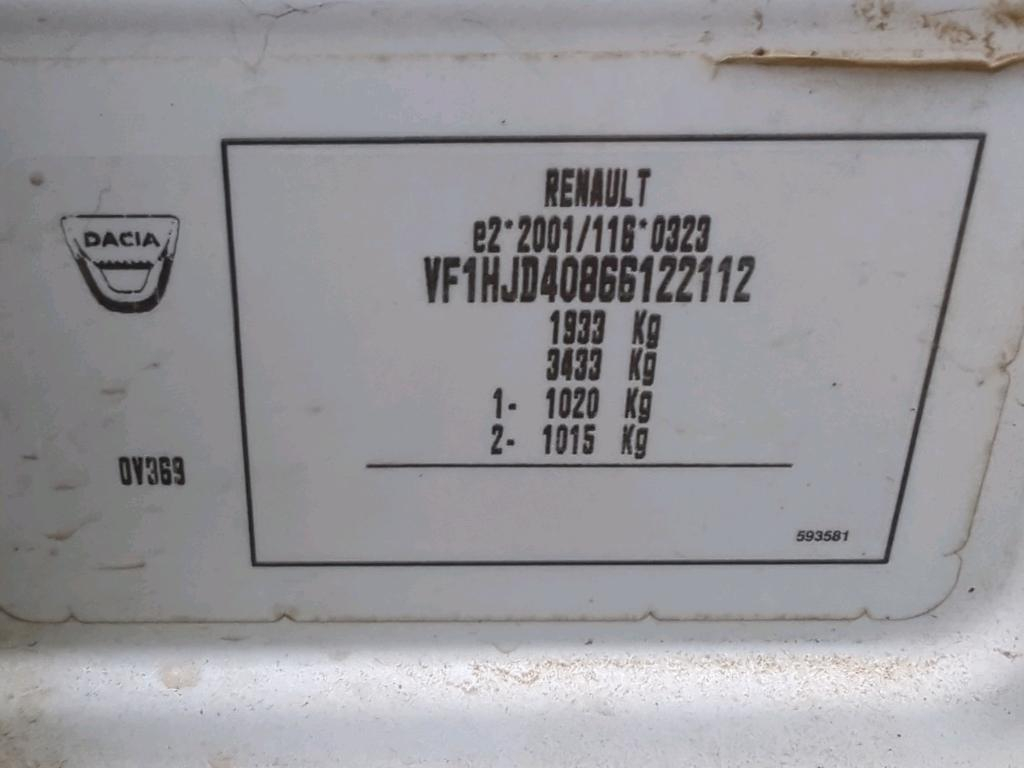 DACIA
0V369
RENAULT
e2*2001/116*0323
VF1HJD40866122112
1933 Kg
3433 Kg
1- 1020 Kg
2- 1015 Kg
593581